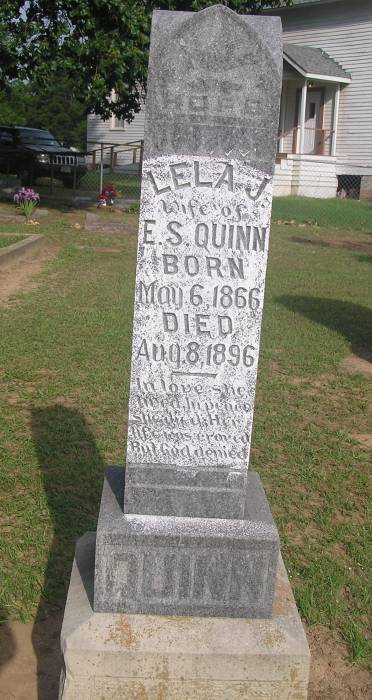 LELA J.
Wife of
E. S. QUINN
BORN
May 6, 1866
DIED
Aug. 8, 1896
In love she
lived. In peace
She died: Her
life was craved
But God denied
QUINN